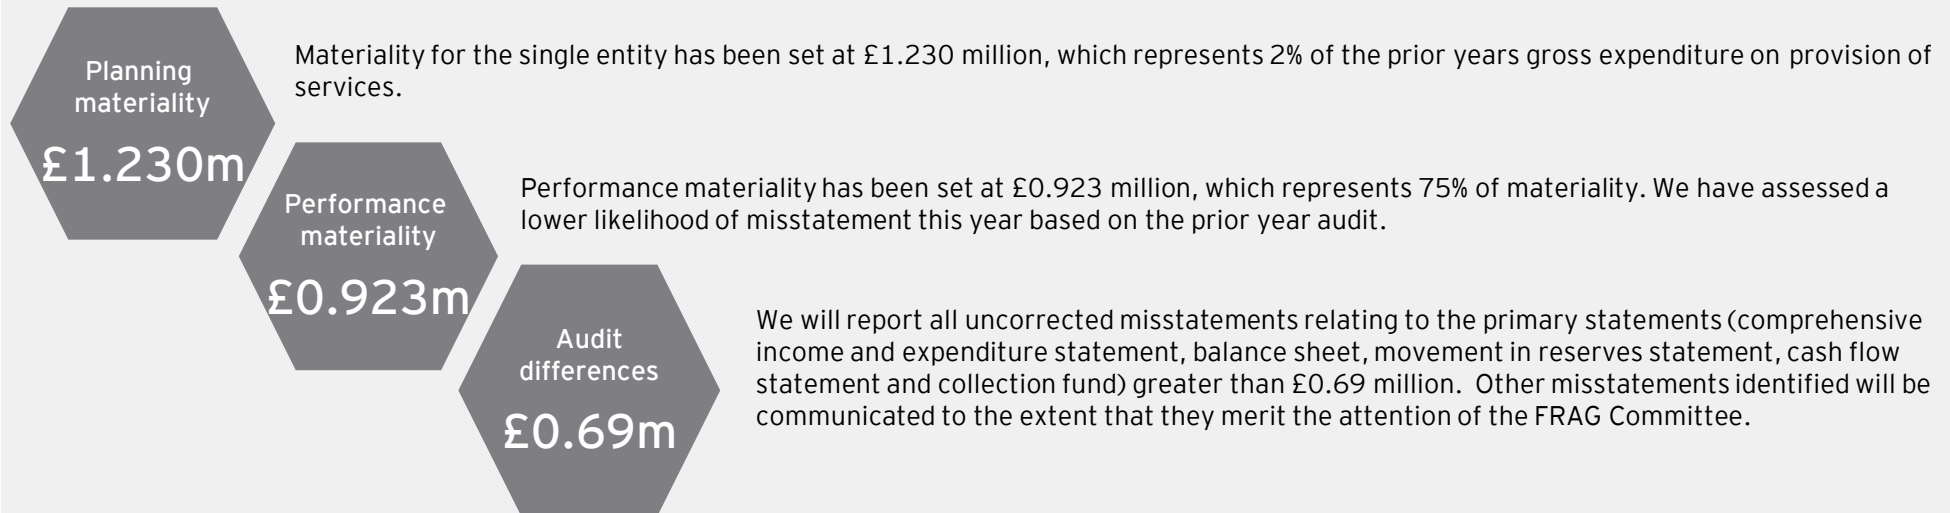 Planning
materiality
£1.230m
Materiality for the single entity has been set at £1.230 million, which represents 2% of the prior years gross expenditure on provision of
services.
Performance
materiality
£0.923m
Performance materiality has been set at £0.923 million, which represents 75% of materiality. We have assessed a
lower likelihood of misstatement this year based on the prior year audit.
Audit
differences
£0.69m
We will report all uncorrected misstatements relating to the primary statements (comprehensive
income and expenditure statement, balance sheet, movement in reserves statement, cash flow
statement and collection fund) greater than £0.69 million.  Other misstatements identified will be
communicated to the extent that they merit the attention of the FRAG Committee.